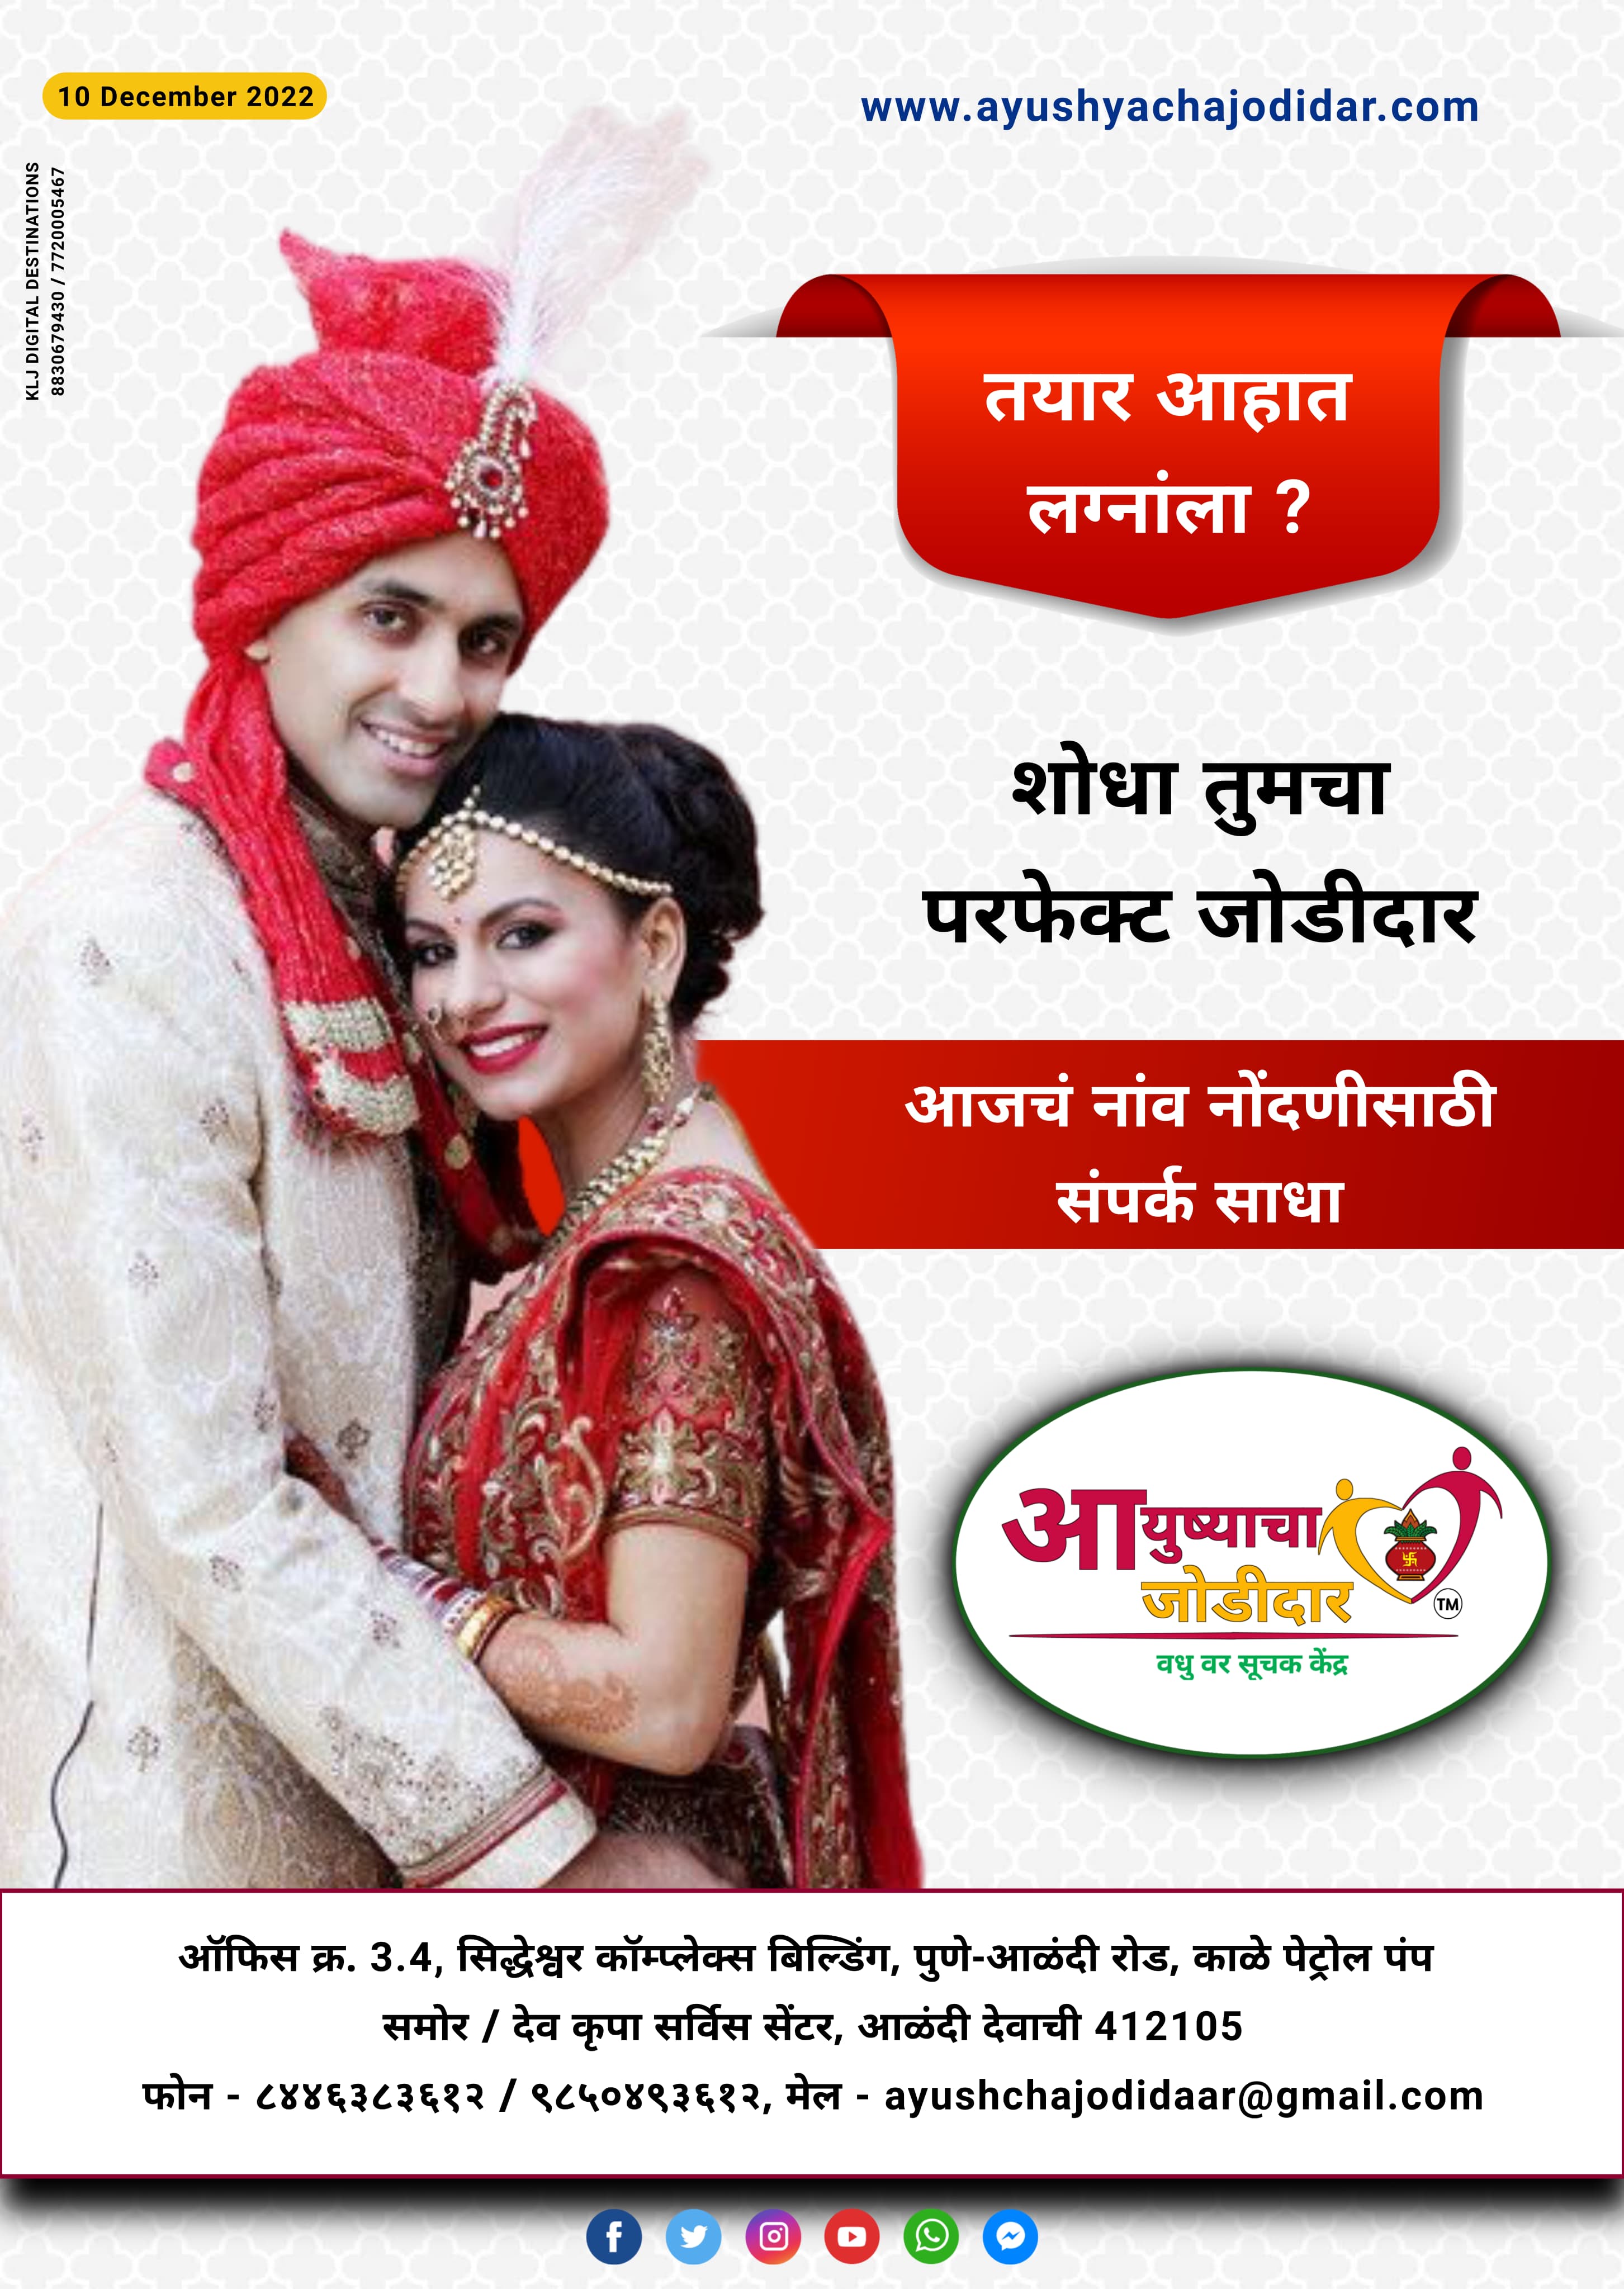 10 December 2022
www.ayushyachajodidar.com
KLJ DIGITAL DESTINATIONS
8830679430 / 7720005467
तयार आहात
लग्नांला ?
शोधा तुमचा
परफेक्ट जोडीदार
आजचं नांव नोंदणीसाठी
संपर्क साधा
आयुष्याचा
जोडीदार
TM
वधु वर सूचक केंद्र
ऑफिस क्र. 3.4, सिद्धेश्वर कॉम्प्लेक्स बिल्डिंग, पुणे-आळंदी रोड, काळे पेट्रोल पंप
समोर / देव कृपा सर्विस सेंटर, आळंदी देवाची 412105
फोन - ८४४६३८३६१२ / ९८५०४९३६१२, मेल - ayushchajodidaar@gmail.com